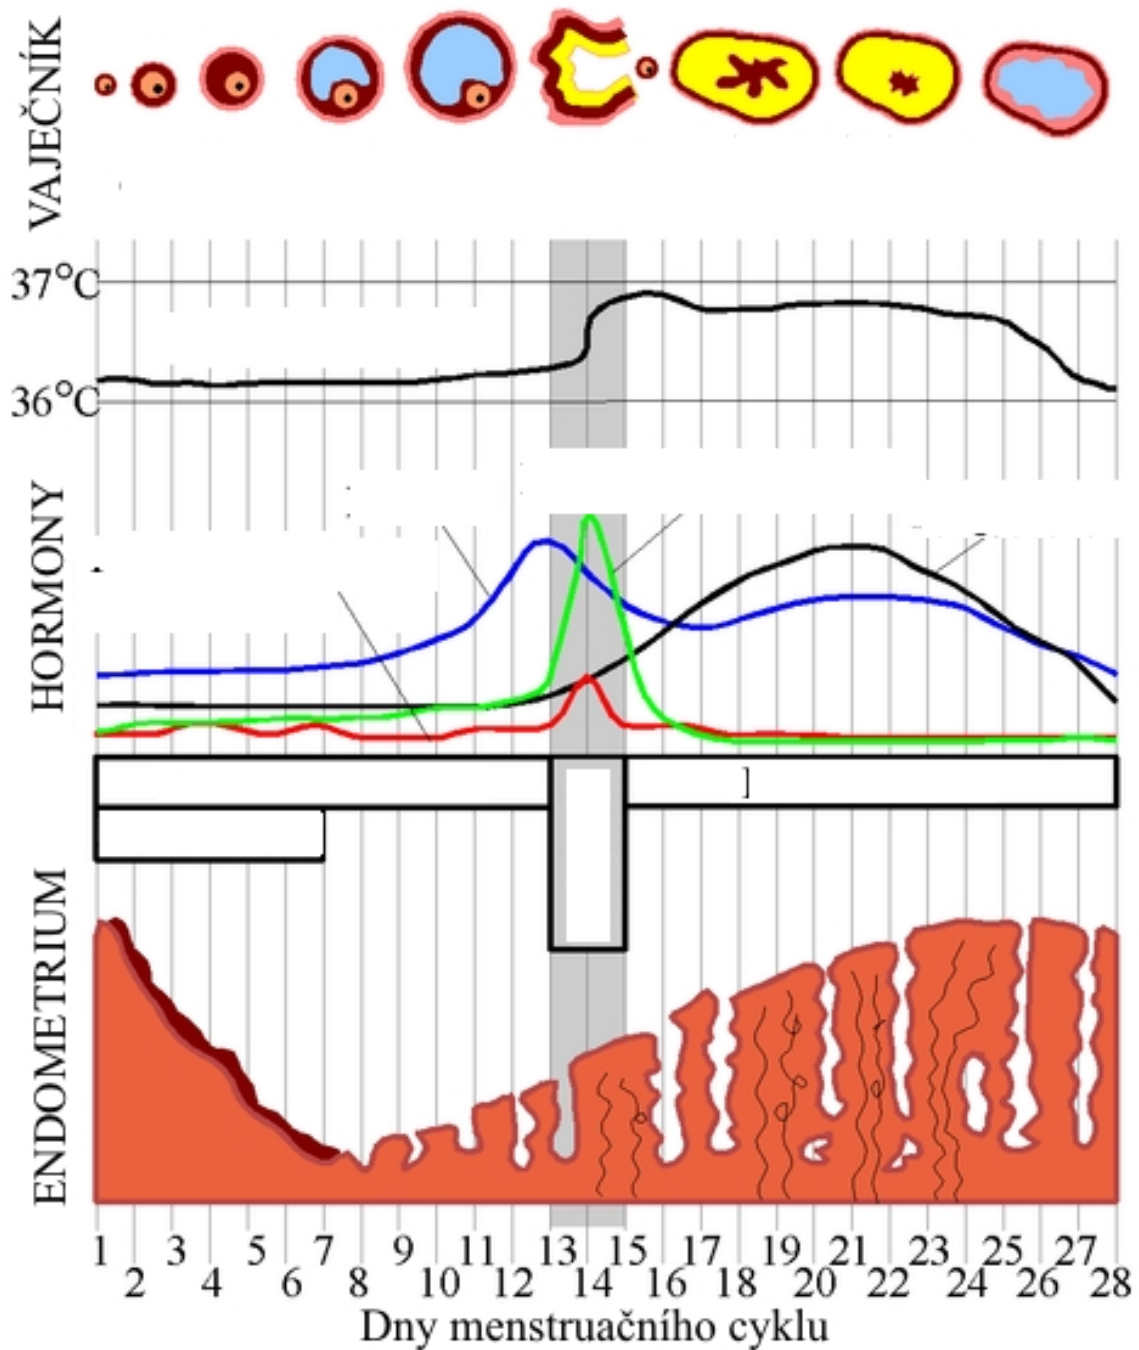 VAJEČNÍK
37°C
36°C
HORMONY
]
ENDOMETRIUM
1 3 5 7 9 11 13 15 17 19 21 23 25 27
2 4 6 8 10 12 14 16 18 20 22 24 26 28
Dny menstruačního cyklu